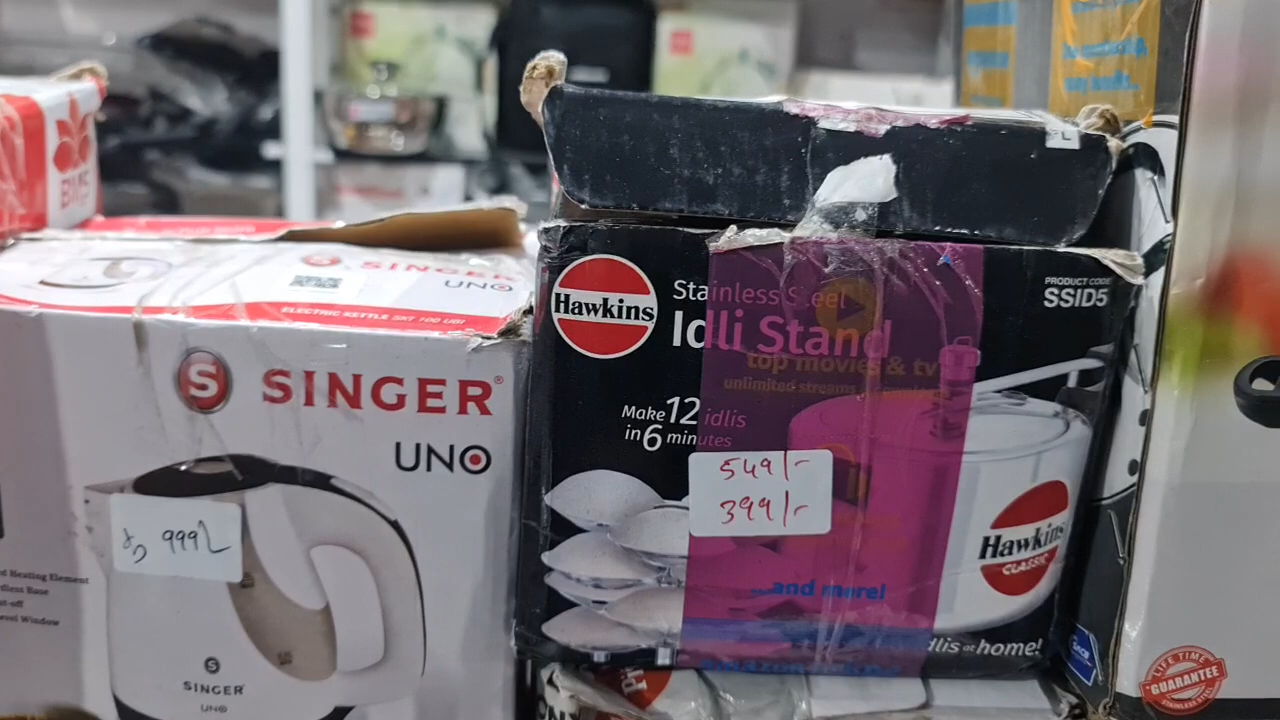 BMS
SINGER
UNO
ELECTRIC KETTLE SKT 100 UBI
S
SINGER®
UNO
999/-
Heating Element
Base
S
SINGER
UNO
L
Hawkins
Stainless Steel
Idli Stand
PRODUCT CODE
SSID5
top movies & tv
unlimited streams
Make 12 idlis
in 6 minutes
549/-
399/-
Hawkins
CLASSIC
...and more!
at home!
LIFE TIME
GUARANTEE
STAINLESS STEEL